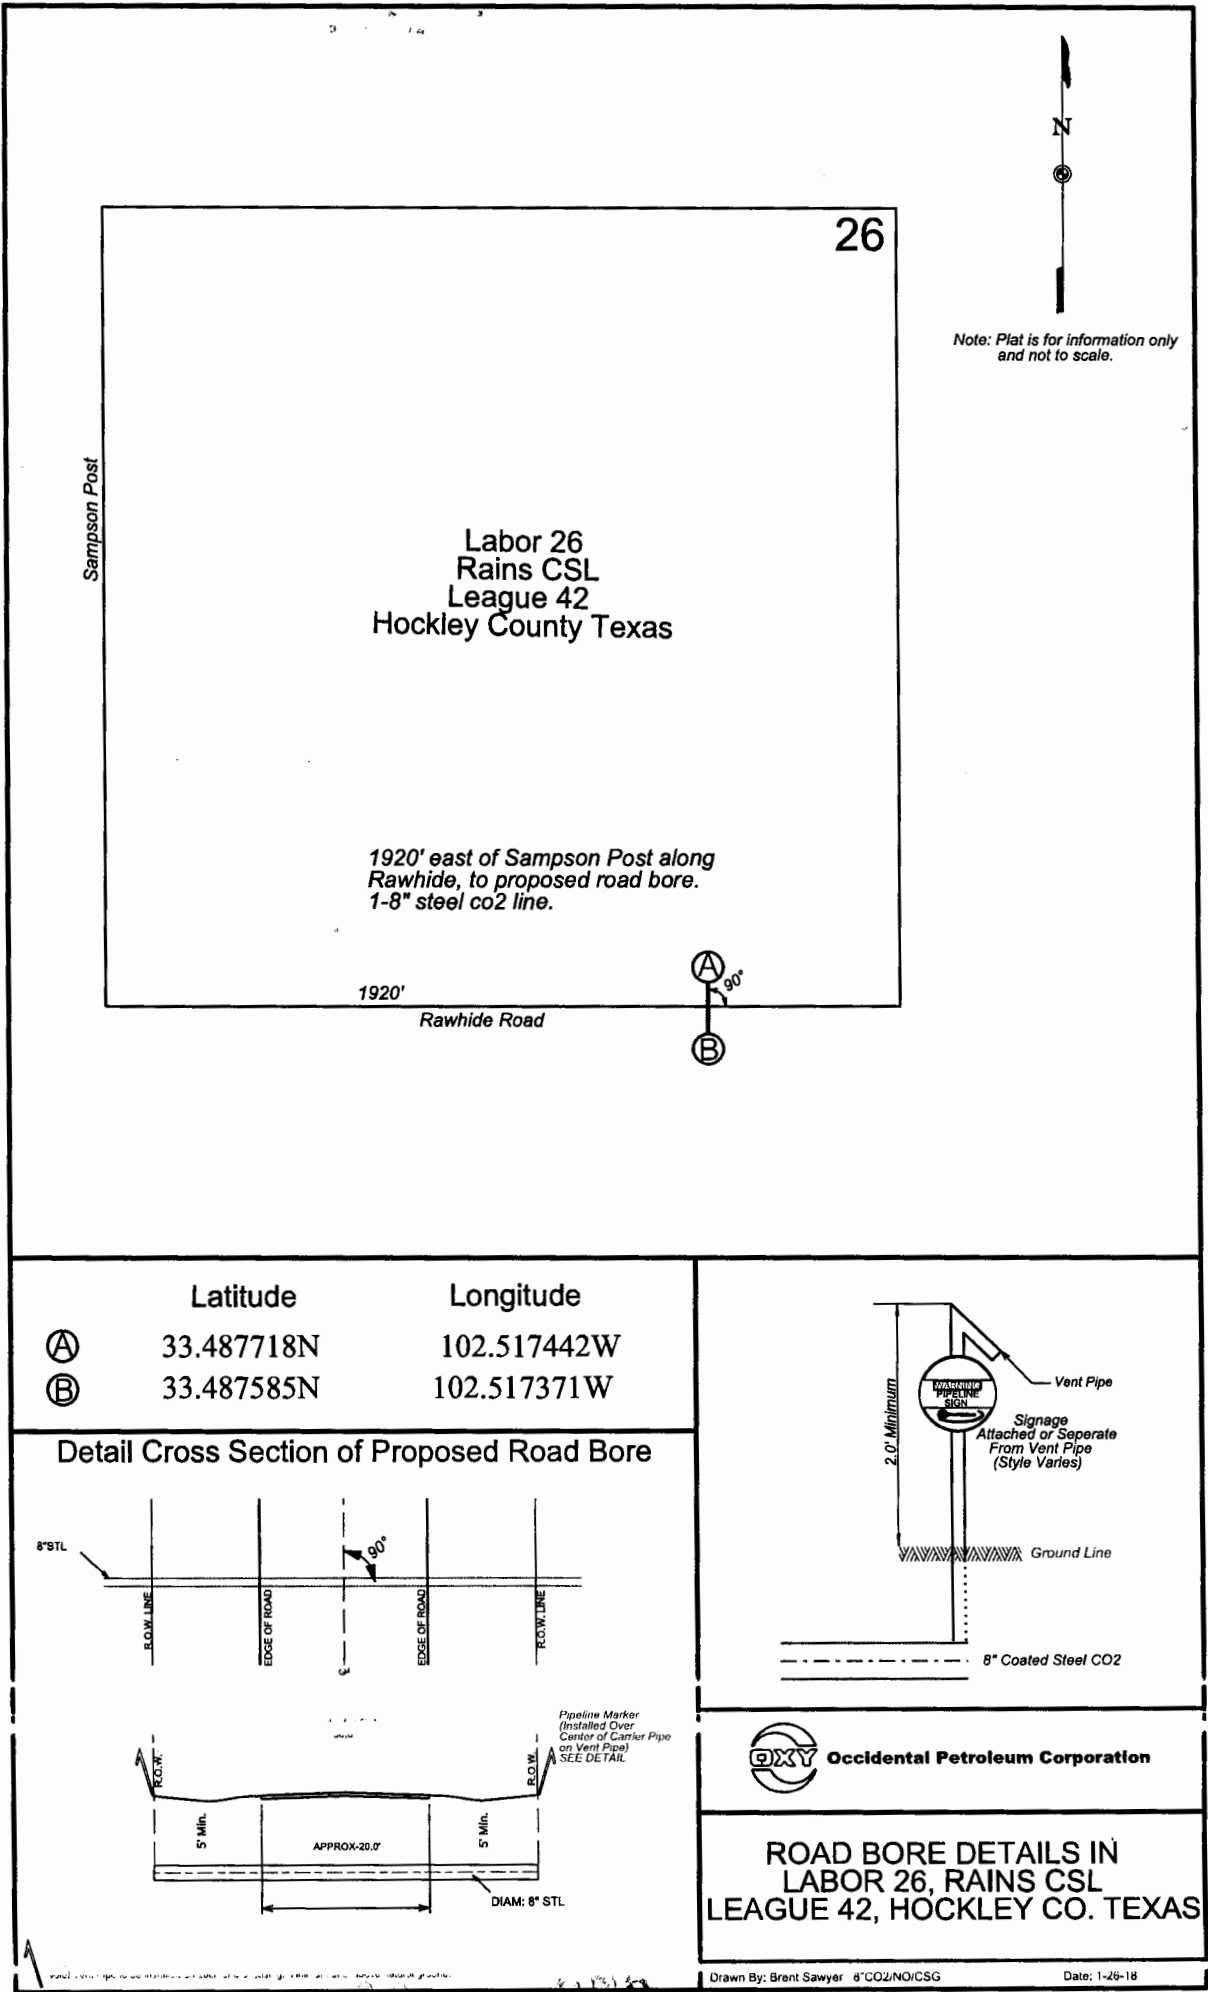 N
Note: Plat is for information only
and not to scale.
26
Sampson Post
Labor 26
Rains CSL
League 42
Hockley County Texas
1920' east of Sampson Post along
Rawhide, to proposed road bore.
1-8" steel co2 line.
A
90°
1920'
Rawhide Road
B
Latitude Longitude
A 33.487718N 102.517442W
B 33.487585N 102.517371W
Detail Cross Section of Proposed Road Bore
8"STL
90°
R.O.W. LINE
EDGE OF ROAD
EDGE OF ROAD
R.O.W. LINE
Pipeline Marker
(Installed Over
Center of Carrier Pipe
on Vent Pipe)
SEE DETAIL
R.O.W.
R.O.W.
5' Min.
APPROX-20.0'
5' Min.
DIAM: 8" STL
2.0' Minimum
WARNING
PIPELINE
SIGN
Vent Pipe
Signage
Attached or Seperate
From Vent Pipe
(Style Varies)
Ground Line
8" Coated Steel CO2
OXY Occidental Petroleum Corporation
ROAD BORE DETAILS IN
LABOR 26, RAINS CSL
LEAGUE 42, HOCKLEY CO. TEXAS
Drawn By: Brent Sawyer 8"CO2/NO/CSG Date: 1-26-18